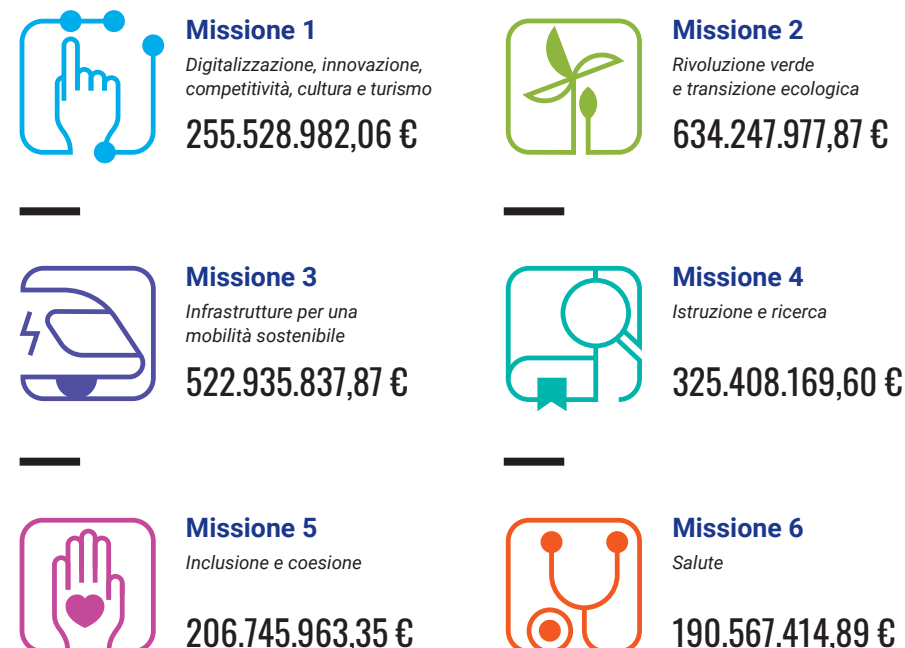 Missione 1
Digitalizzazione, innovazione,
competitività, cultura e turismo
255.528.982,06 €
Missione 2
Rivoluzione verde
e transizione ecologica
634.247.977,87 €
Missione 3
Infrastrutture per una
mobilità sostenibile
522.935.837,87 €
Missione 4
Istruzione e ricerca
325.408.169,60 €
Missione 5
Inclusione e coesione
206.745.963,35 €
Missione 6
Salute
190.567.414,89 €